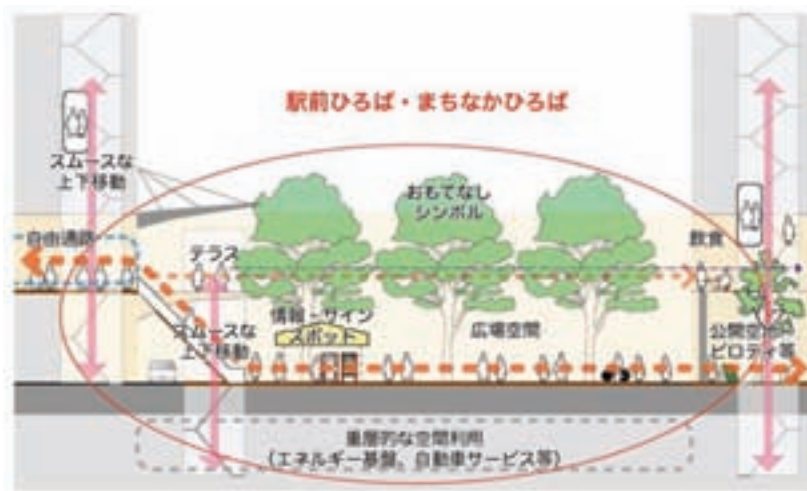 駅前ひろば・まちなかひろば
スムースな
上下移動
おもてなし
シンボル
自由通路
テラス
飲食
情報・サイン
スポット
スムースな
上下移動
広場空間
公開空地
ピロティ等
重層的な空間利用
(エネルギー基盤、自動車サービス等)